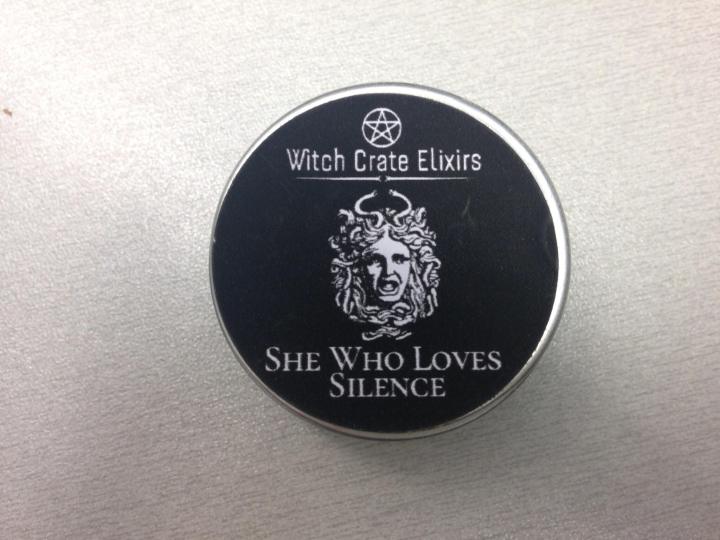 Witch Crate Elixirs
She Who Loves
Silence